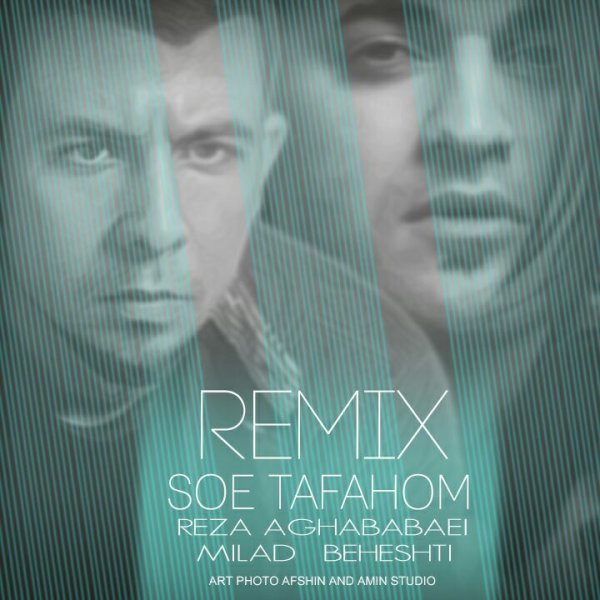 REMIX
SOE TAFAHOM
REZA AGHABABAEI
MILAD BEHESHTI
ART PHOTO AFSHIN AND AMIN STUDIO